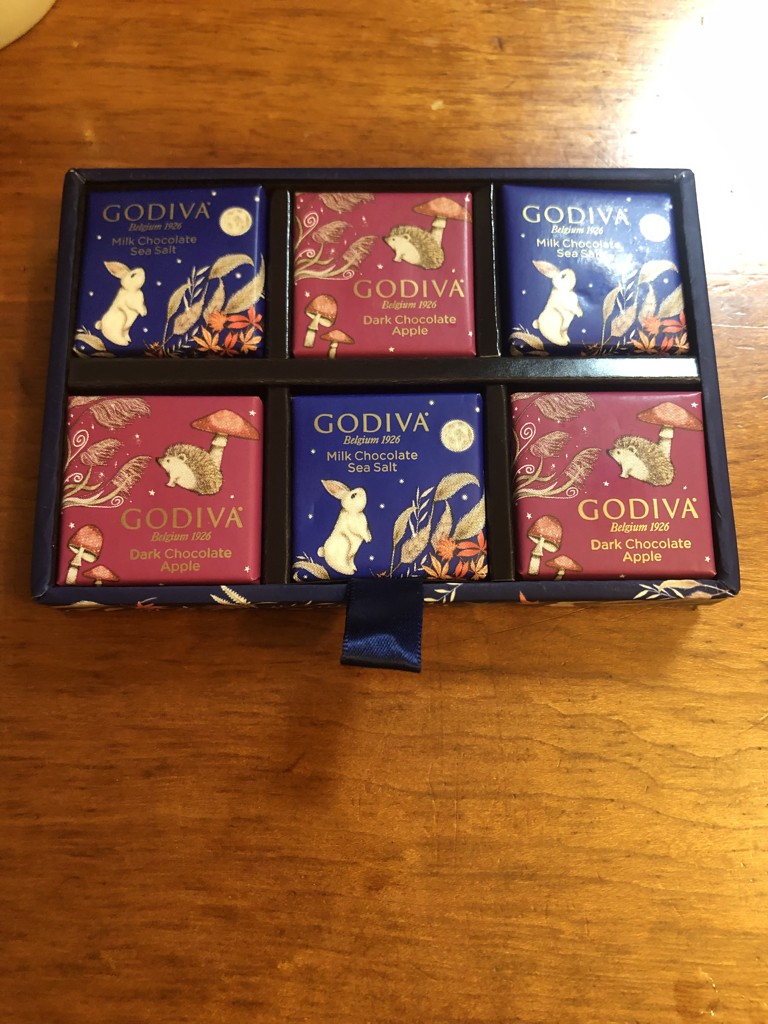 GODIVA
Belgium 1926
Milk Chocolate
Sea Salt
GODIVA
Belgium 1926
Dark Chocolate
Apple
GODIVA
Belgium 1926
Milk Chocolate
Sea Salt
GODIVA
Belgium 1926
Dark Chocolate
Apple
GODIVA
Belgium 1926
Milk Chocolate
Sea Salt
GODIVA
Belgium 1926
Dark Chocolate
Apple